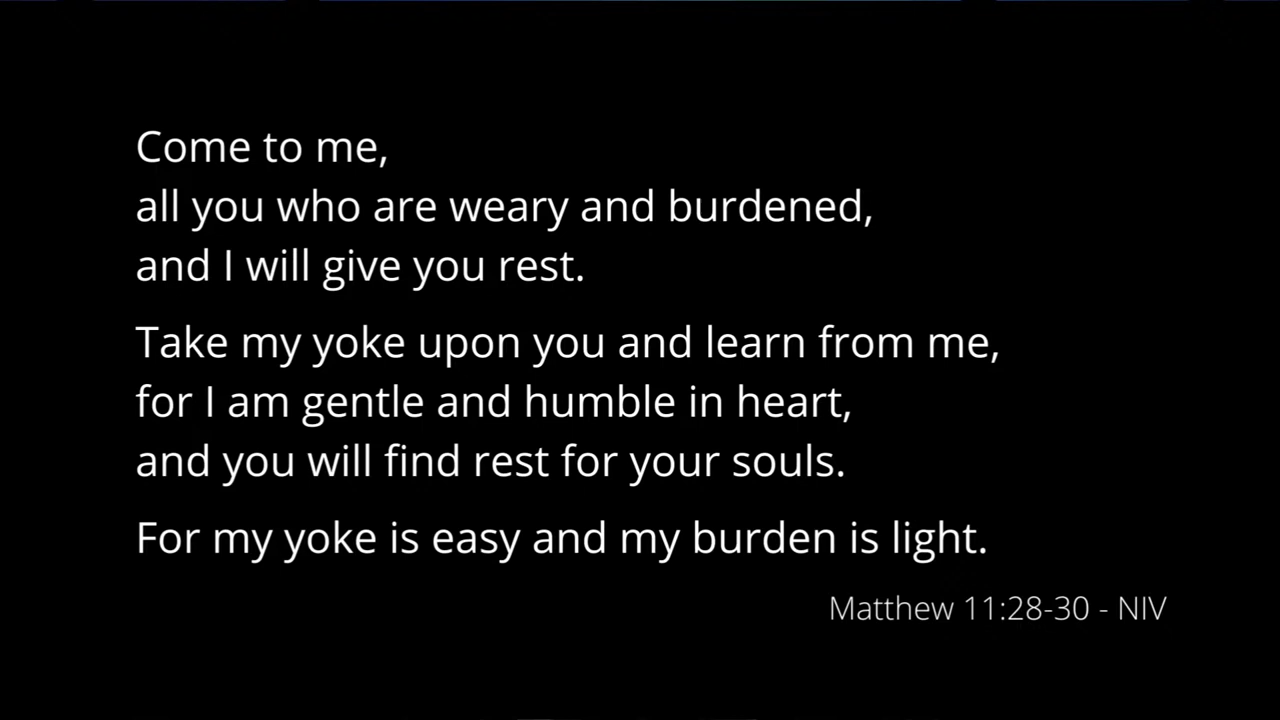 Come to me,
all you who are weary and burdened,
and I will give you rest.
Take my yoke upon you and learn from me,
for I am gentle and humble in heart,
and you will find rest for your souls.
For my yoke is easy and my burden is light.
Matthew 11:28-30 - NIV